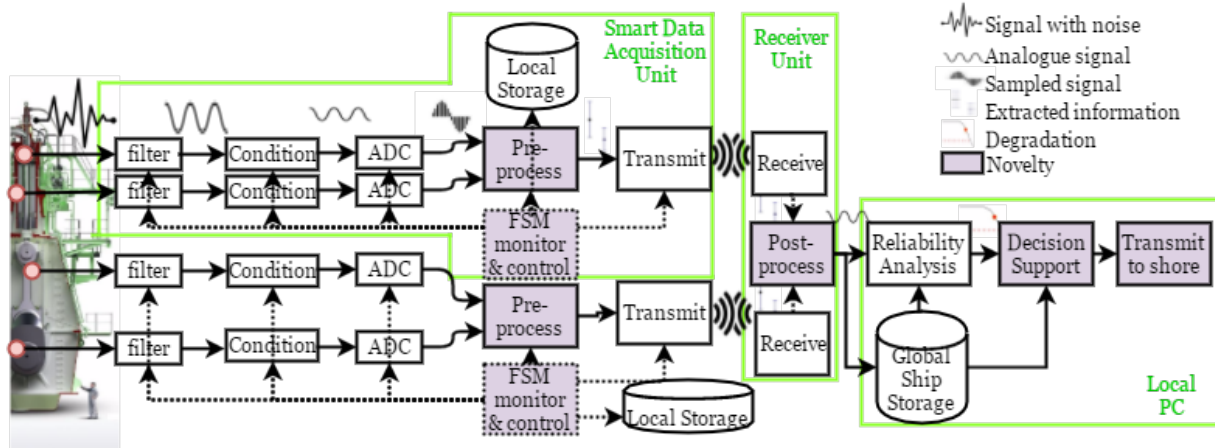 Smart Data
Acquisition
Unit
Receiver
Unit
Signal with noise
Analogue signal
Sampled signal
Extracted information
Degradation
Novelty
Local
Storage
filter
Condition
ADC
Pre-
process
Transmit
Receive
filter
Condition
ADC
FSM
monitor
& control
Post-
process
Reliability
Analysis
Decision
Support
Transmit
to shore
filter
Condition
ADC
Pre-
process
Transmit
Receive
filter
Condition
ADC
FSM
monitor
& control
Local Storage
Global
Ship
Storage
Local
PC